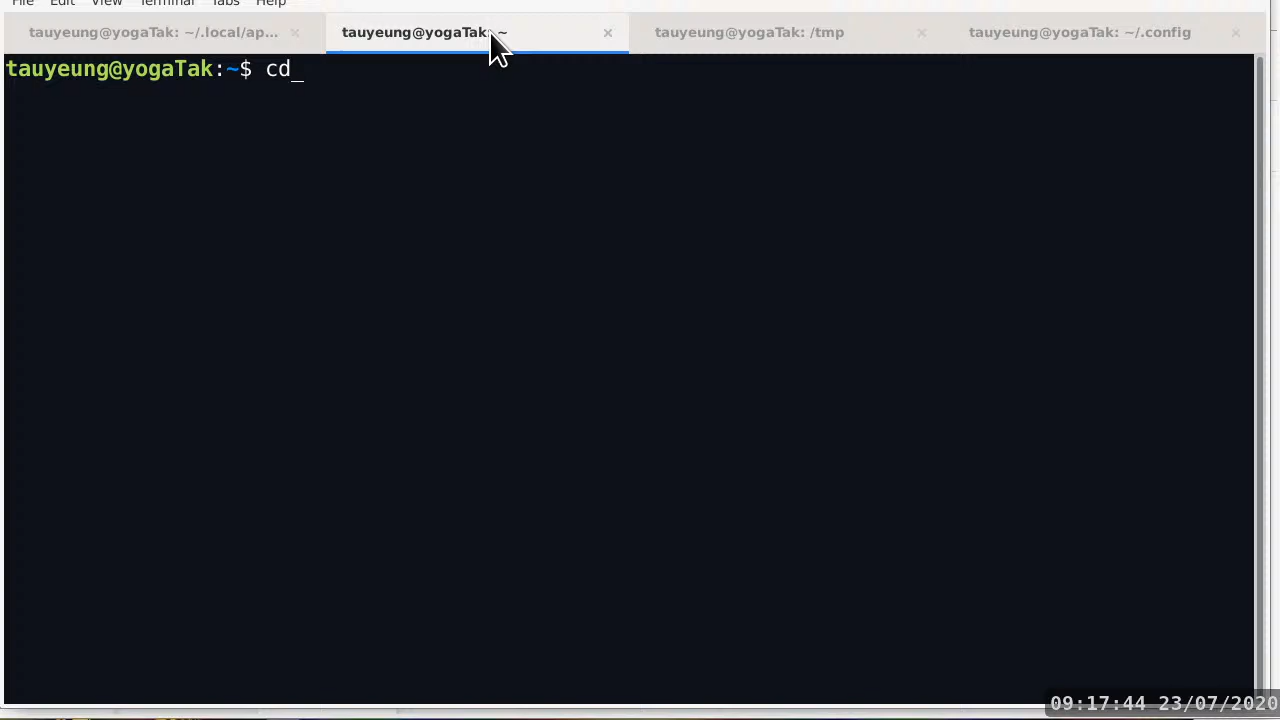 File Edit View Terminal Tabs Help
tauyeung@yogaTak: ~/.local/ap... × tauyeung@yogaTak: ~ × tauyeung@yogaTak: /tmp × tauyeung@yogaTak: ~/.config ×
tauyeung@yogaTak:~$ cd_
09:17:44 23/07/2020